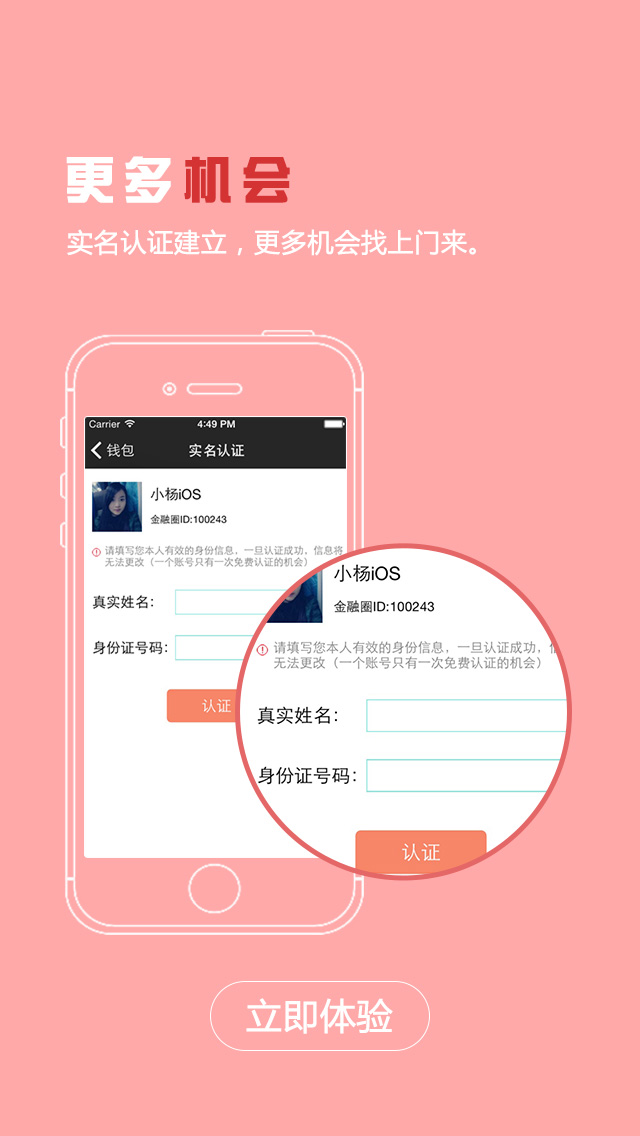 更多机会
实名认证建立，更多机会找上门来。
Carrier 4:49 PM
钱包 实名认证
小杨iOS
金融圈ID:100243
请填写您本人有效的身份信息，一旦认证成功，信息将
无法更改（一个账号只有一次免费认证的机会）
真实姓名：
身份证号码：
认证
小杨iOS
金融圈ID:100243
请填写您本人有效的身份信息，一旦认证成功，
无法更改（一个账号只有一次免费认证的机会）
真实姓名：
身份证号码：
认证
立即体验